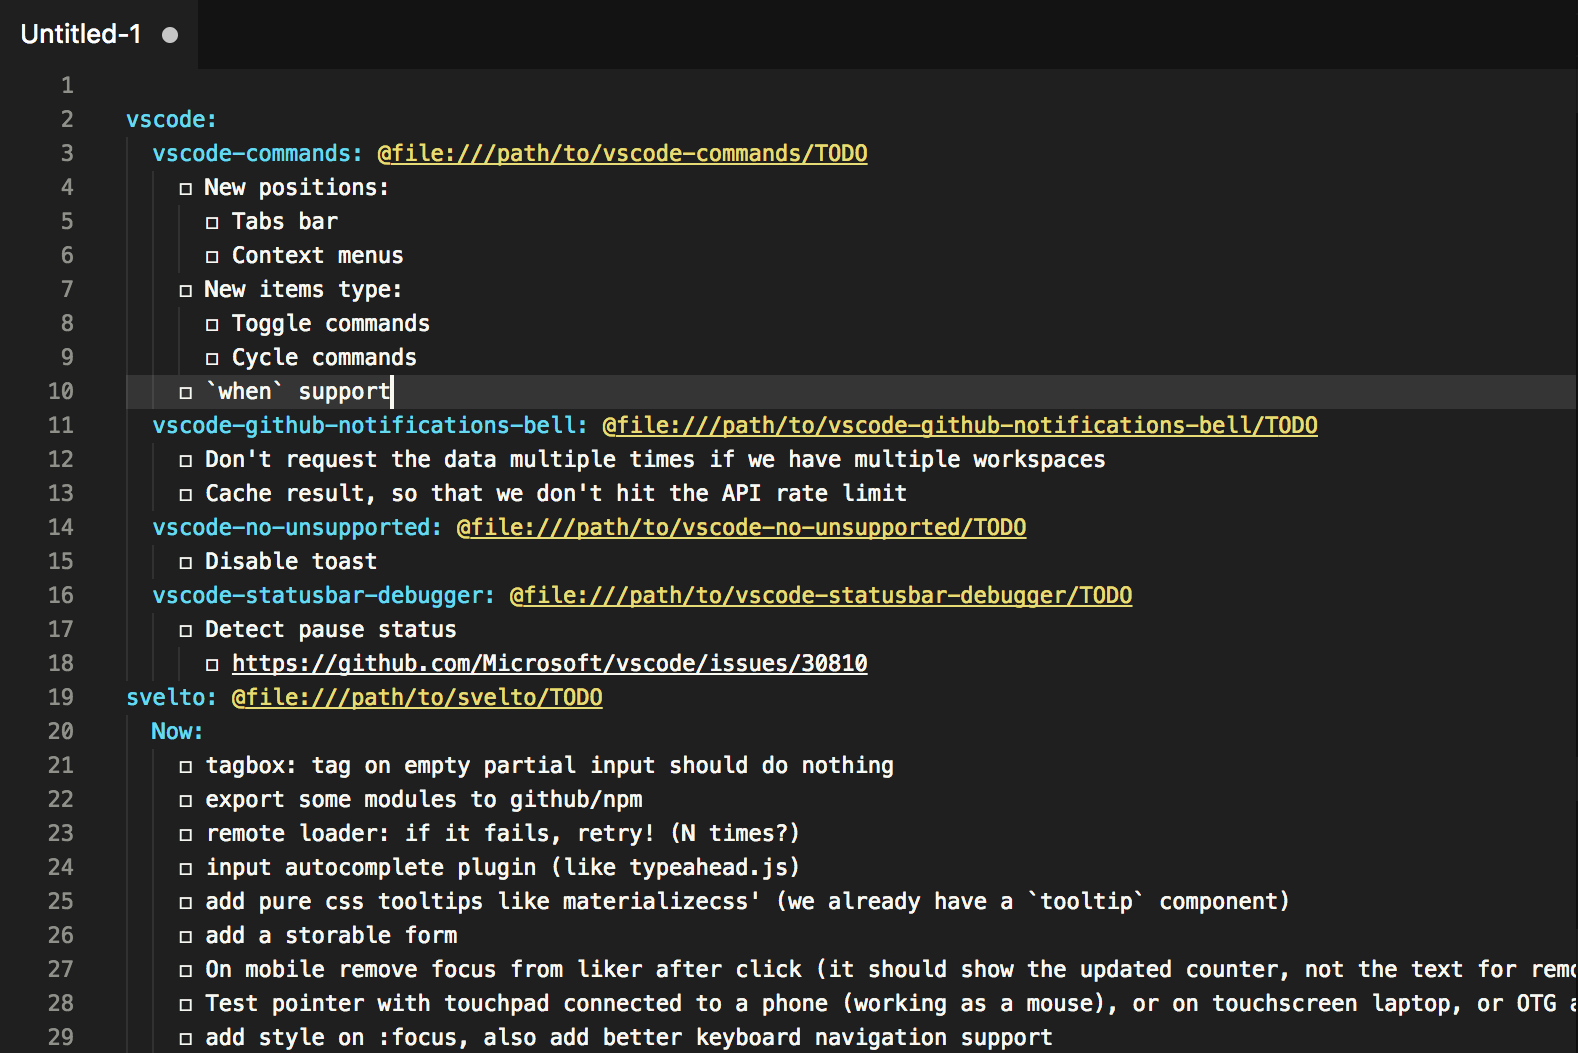 Untitled-1 ●
1
2 vscode:
3 vscode-commands: @file:///path/to/vscode-commands/TODO
4 ☐ New positions:
5 ☐ Tabs bar
6 ☐ Context menus
7 ☐ New items type:
8 ☐ Toggle commands
9 ☐ Cycle commands
10 ☐ `when` support
11 vscode-github-notifications-bell: @file:///path/to/vscode-github-notifications-bell/TODO
12 ☐ Don't request the data multiple times if we have multiple workspaces
13 ☐ Cache result, so that we don't hit the API rate limit
14 vscode-no-unsupported: @file:///path/to/vscode-no-unsupported/TODO
15 ☐ Disable toast
16 vscode-statusbar-debugger: @file:///path/to/vscode-statusbar-debugger/TODO
17 ☐ Detect pause status
18 ☐ https://github.com/Microsoft/vscode/issues/30810
19 svelto: @file:///path/to/svelto/TODO
20 Now:
21 ☐ tagbox: tag on empty partial input should do nothing
22 ☐ export some modules to github/npm
23 ☐ remote loader: if it fails, retry! (N times?)
24 ☐ input autocomplete plugin (like typeahead.js)
25 ☐ add pure css tooltips like materializecss' (we already have a `tooltip` component)
26 ☐ add a storable form
27 ☐ On mobile remove focus from liker after click (it should show the updated counter, not the text for
28 ☐ Test pointer with touchpad connected to a phone (working as a mouse), or on touchscreen laptop, or OTG
29 ☐ add style on :focus, also add better keyboard navigation support